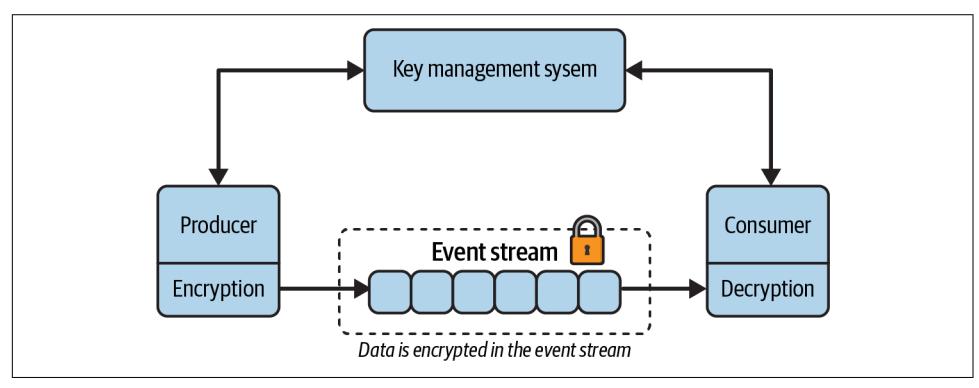 Key management sysem
Producer
Consumer
Event stream
Encryption
Decryption
Data is encrypted in the event stream